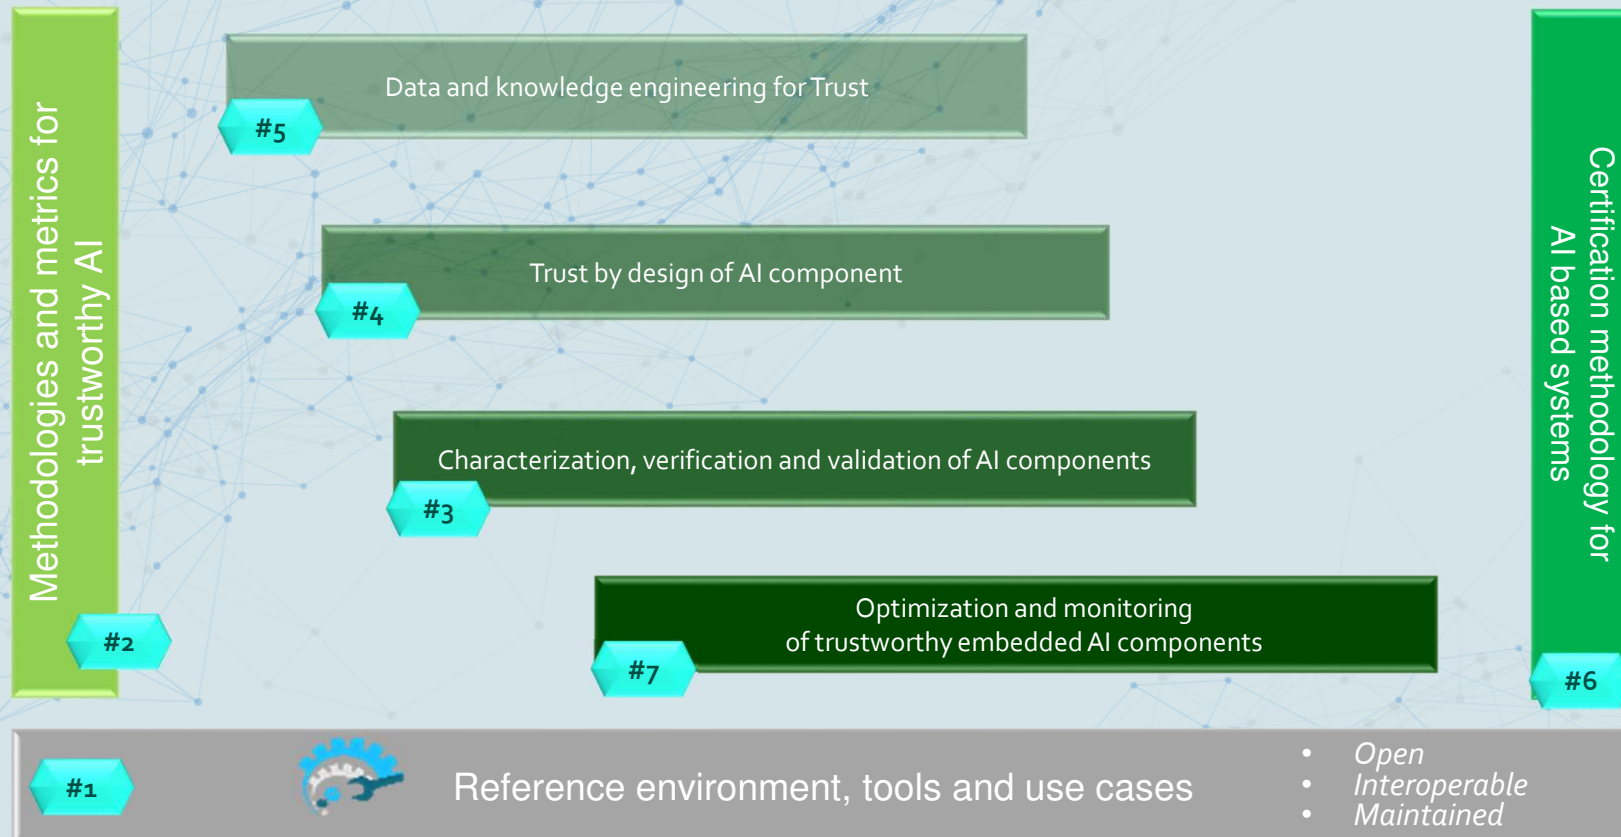 Methodologies and metrics for
trustworthy AI
#2
Data and knowledge engineering for Trust
#5
Trust by design of AI component
#4
Characterization, verification and validation of AI components
#3
Optimization and monitoring
of trustworthy embedded AI components
#7
Certification methodology for
AI based systems
#6
#1
Reference environment, tools and use cases
• Open
• Interoperable
• Maintained